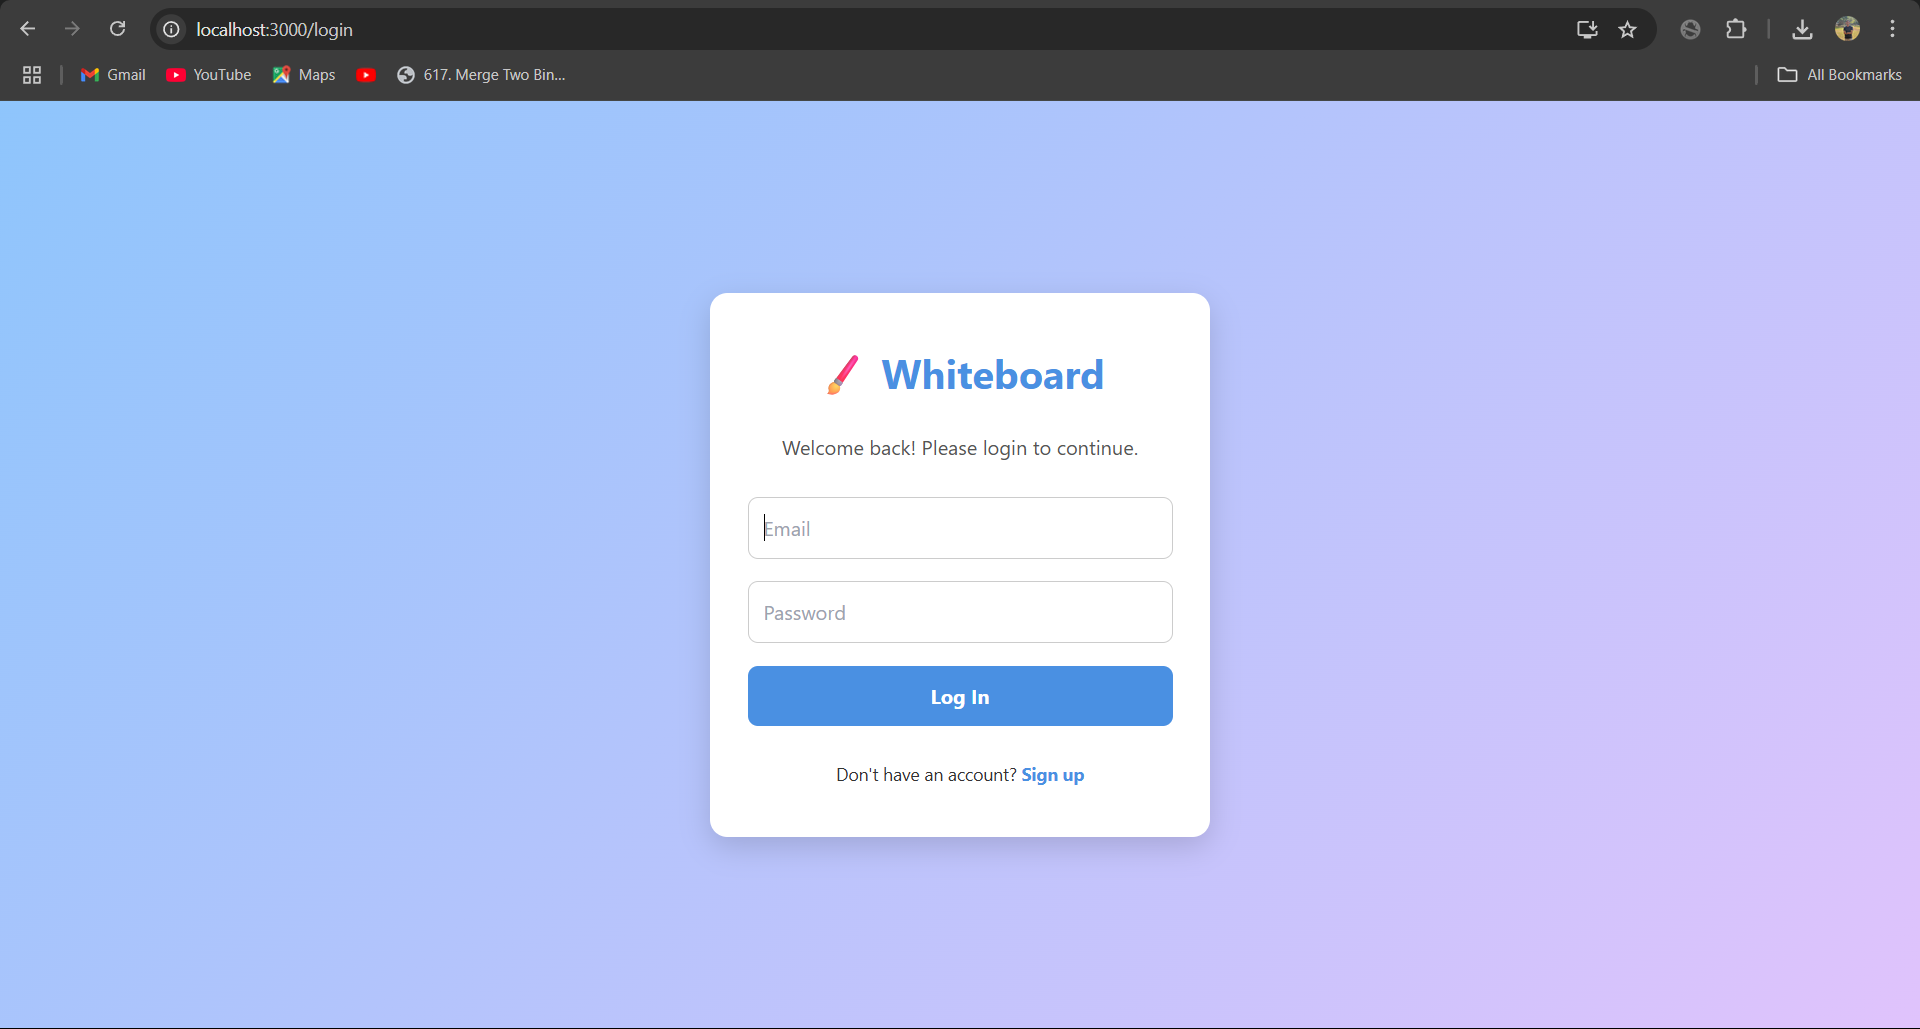 localhost:3000/login
Gmail YouTube Maps 617. Merge Two Bin... All Bookmarks
Whiteboard
Welcome back! Please login to continue.
Email
Password
Log In
Don't have an account? Sign up